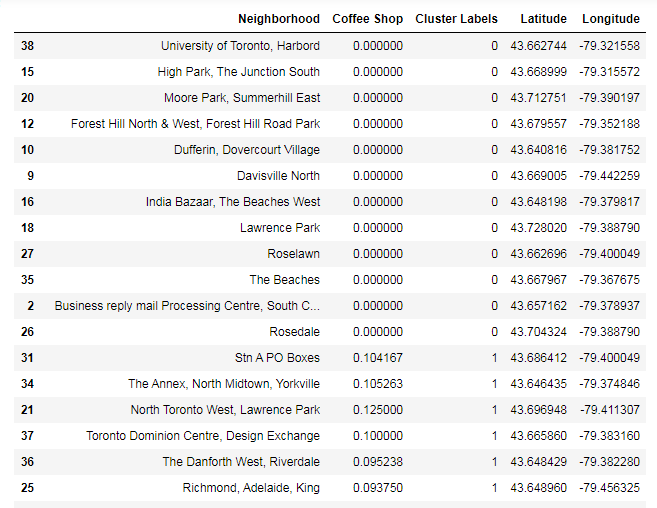 Neighborhood Coffee Shop Cluster Labels Latitude Longitude
38 University of Toronto, Harbord 0.000000 0 43.662744 -79.321558
15 High Park, The Junction South 0.000000 0 43.668999 -79.315572
20 Moore Park, Summerhill East 0.000000 0 43.712751 -79.390197
12 Forest Hill North & West, Forest Hill Road Park 0.000000 0 43.679557 -79.352188
10 Dufferin, Dovercourt Village 0.000000 0 43.640816 -79.381752
9 Davisville North 0.000000 0 43.669005 -79.442259
16 India Bazaar, The Beaches West 0.000000 0 43.648198 -79.379817
18 Lawrence Park 0.000000 0 43.728020 -79.388790
27 Roselawn 0.000000 0 43.662696 -79.400049
35 The Beaches 0.000000 0 43.667967 -79.367675
2 Business reply mail Processing Centre, South C... 0.000000 0 43.657162 -79.378937
26 Rosedale 0.000000 0 43.704324 -79.388790
31 Stn A PO Boxes 0.104167 1 43.686412 -79.400049
34 The Annex, North Midtown, Yorkville 0.105263 1 43.646435 -79.374846
21 North Toronto West, Lawrence Park 0.125000 1 43.696948 -79.411307
37 Toronto Dominion Centre, Design Exchange 0.100000 1 43.665860 -79.383160
36 The Danforth West, Riverdale 0.095238 1 43.648429 -79.382280
25 Richmond, Adelaide, King 0.093750 1 43.648960 -79.456325